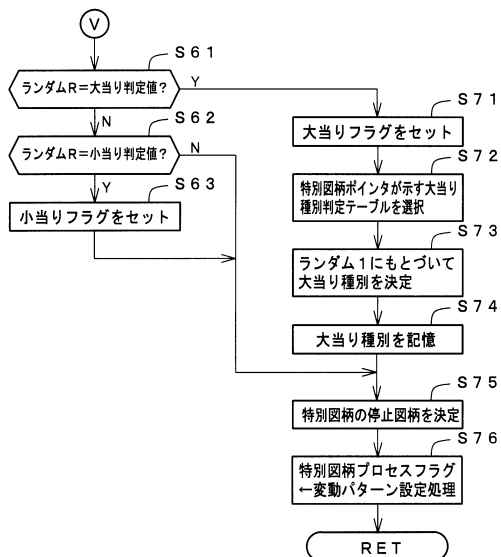 V
S61
ランダムR=大当り判定値?
Y
N
S62
ランダムR=小当り判定値?
N
Y
S63
小当りフラグをセット
S71
大当りフラグをセット
S72
特別図柄ポインタが示す大当り
種別判定テーブルを選択
S73
ランダム1にもとづいて
大当り種別を決定
S74
大当り種別を記憶
S75
特別図柄の停止図柄を決定
S76
特別図柄プロセスフラグ
←変動パターン設定処理
RET